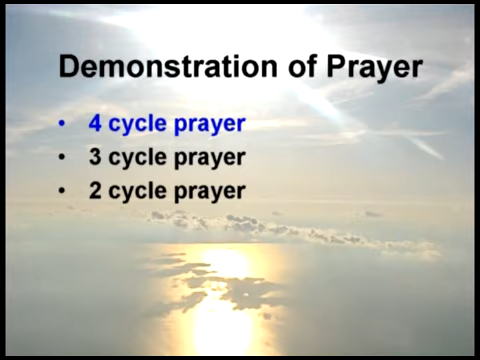 Demonstration of Prayer
• 4 cycle prayer
• 3 cycle prayer
• 2 cycle prayer